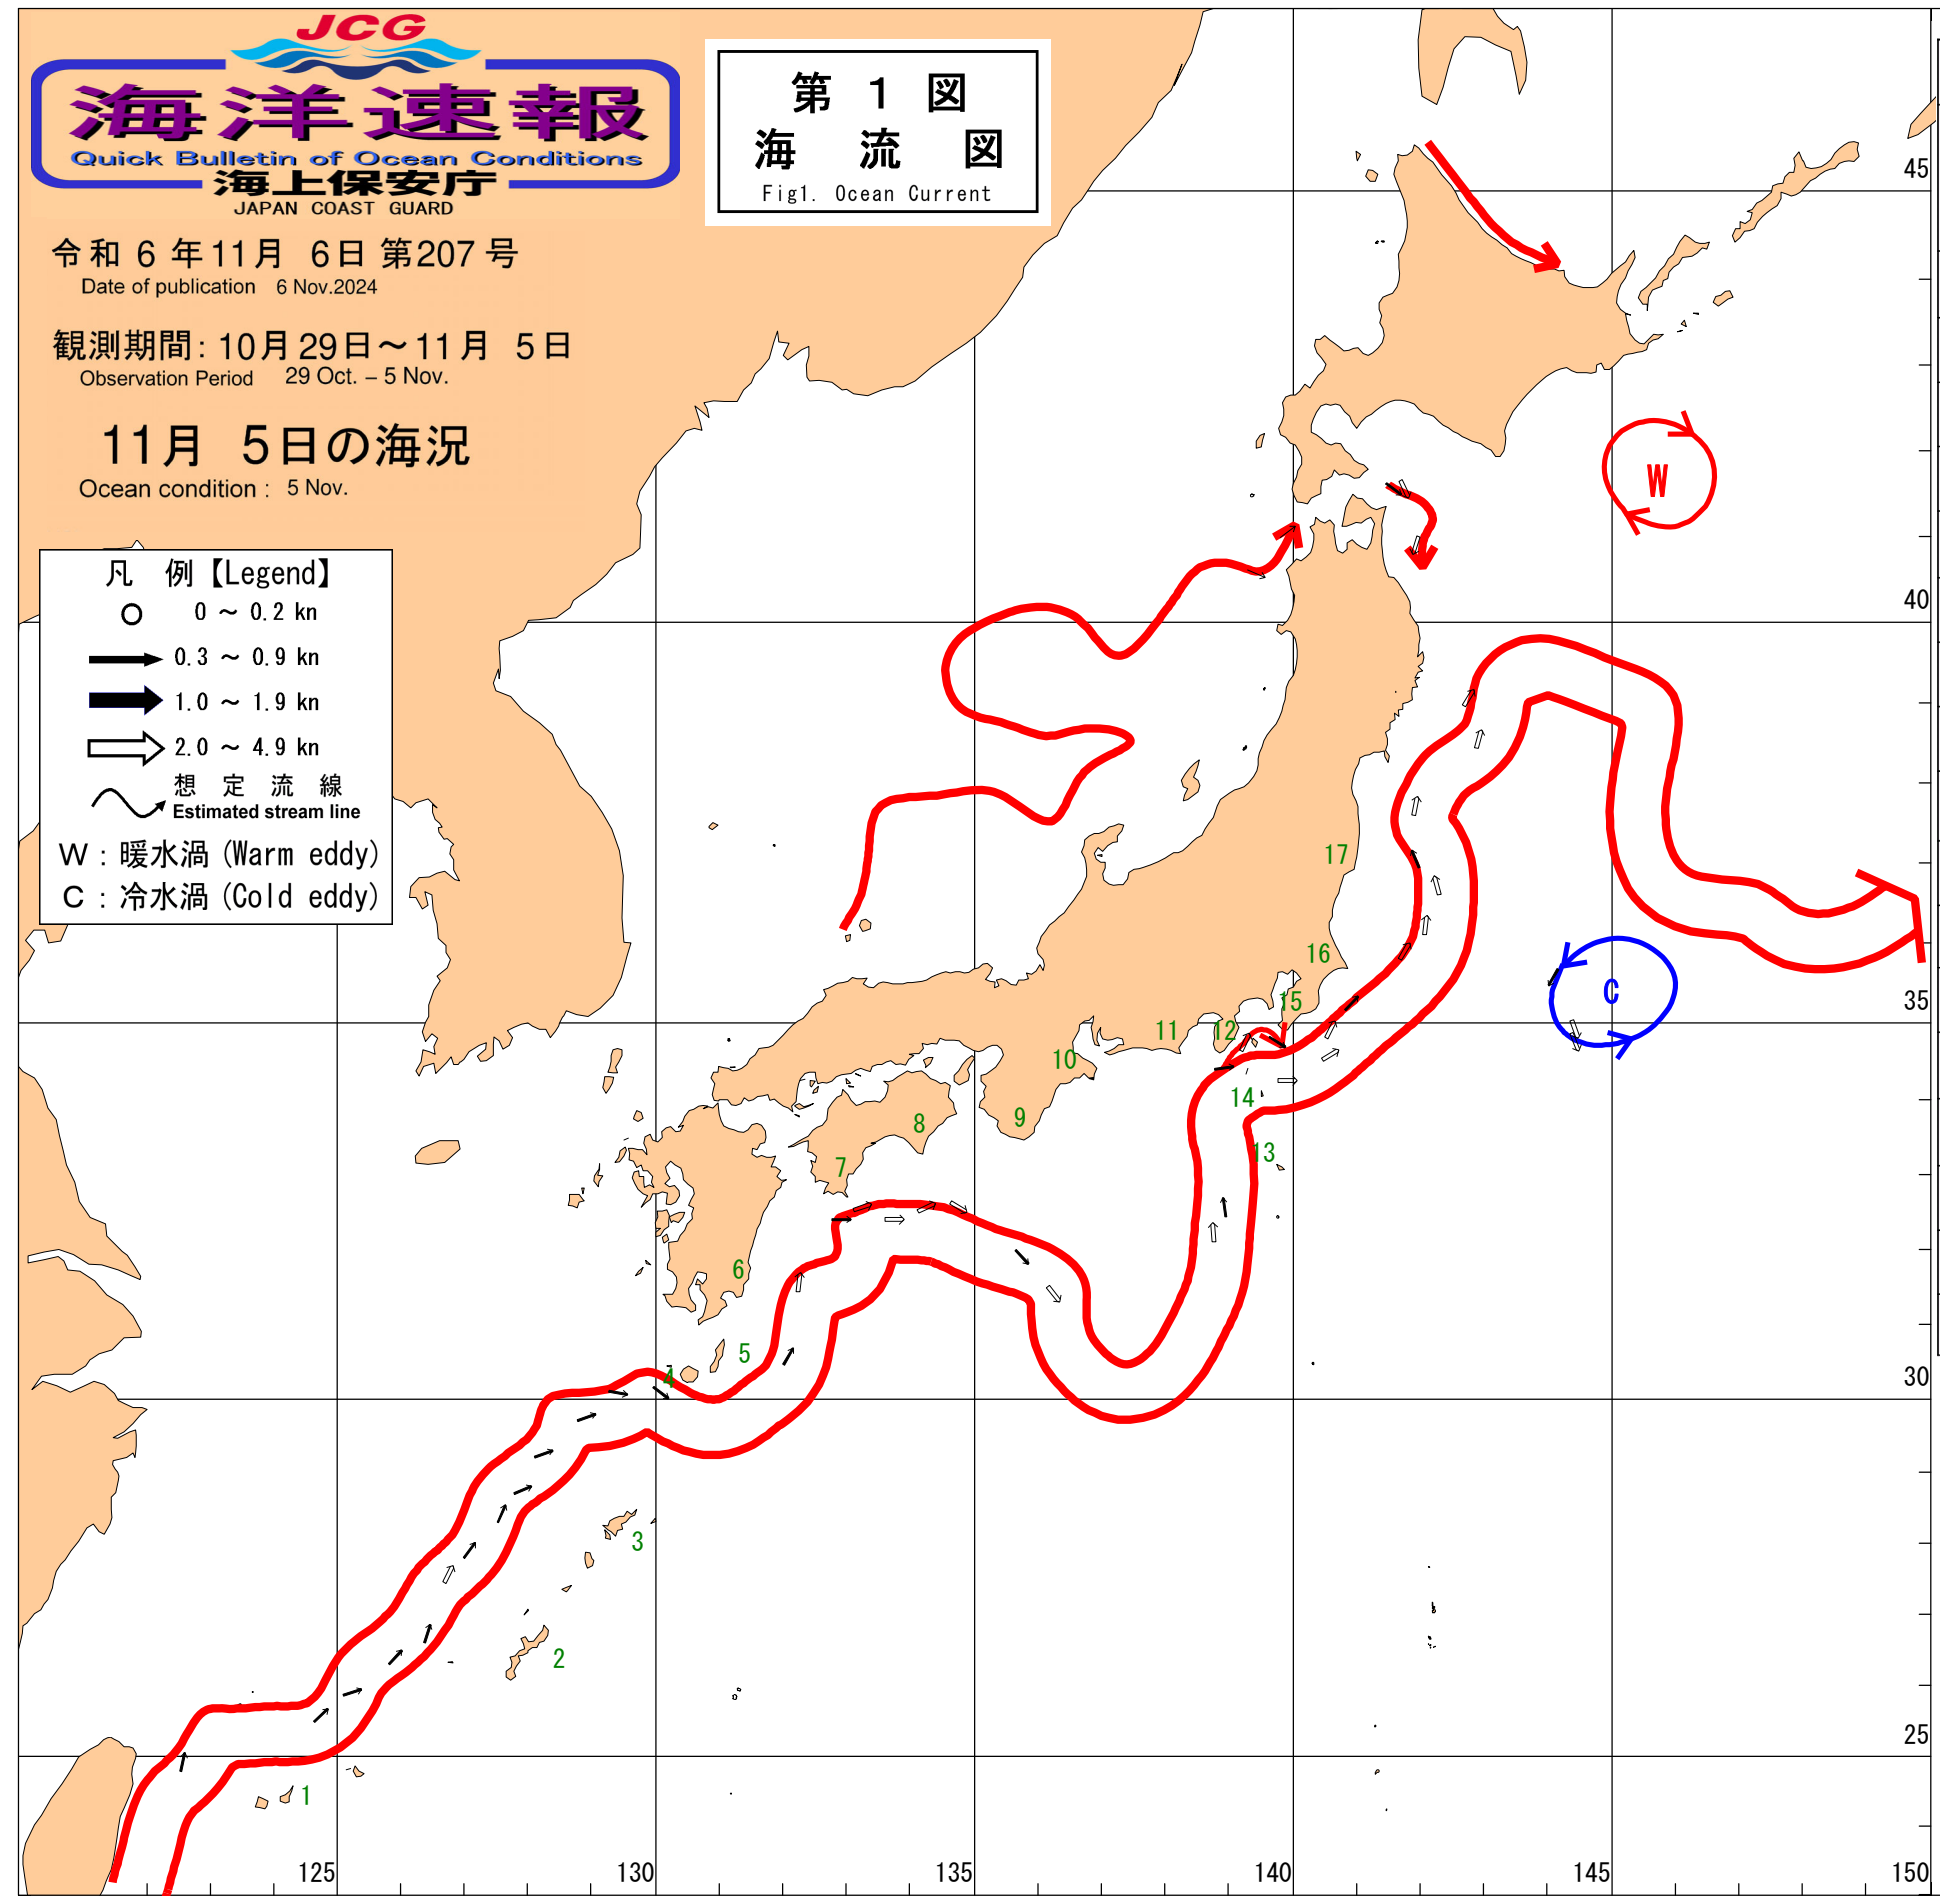 JCG
海洋速報
Quick Bulletin of Ocean Conditions
海上保安庁
JAPAN COAST GUARD
令和 6 年11月 6日 第207号
Date of publication 6 Nov.2024
観測期間: 10月29日～11月 5日
Observation Period 29 Oct. – 5 Nov.
11月 5日の海況
Ocean condition : 5 Nov.
第 1 図
海 流 図
Fig1. Ocean Current
凡 例【Legend】
0 ～ 0.2 kn
0.3 ～ 0.9 kn
1.0 ～ 1.9 kn
2.0 ～ 4.9 kn
想 定 流 線
Estimated stream line
W : 暖水渦 (Warm eddy)
C : 冷水渦 (Cold eddy)
45
W
40
17
16
C
35
15
12
11
10
14
9
8
13
7
6
5
4
30
3
2
25
1
125
130
135
140
145
150